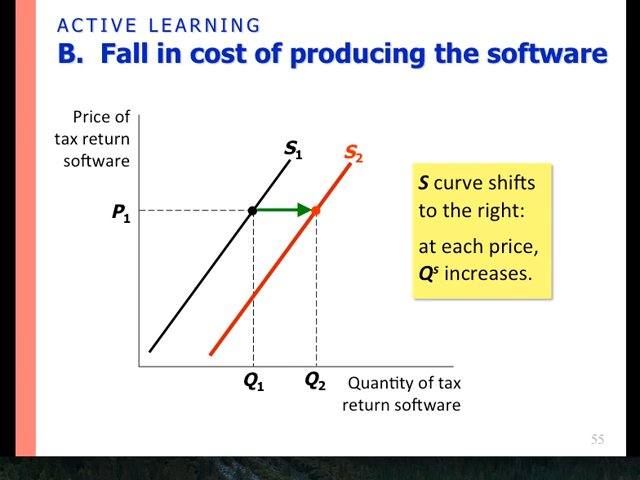 ACTIVE LEARNING
B. Fall in cost of producing the software
Price of
tax return
software
S1
S2
P1
S curve shifts
to the right:
at each price,
Qs increases.
Q1
Q2
Quantity of tax
return software
55